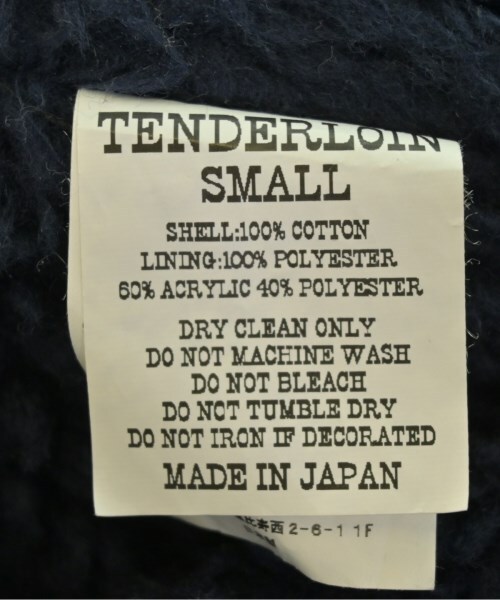 TENDERLOIN
SMALL
SHELL:100% COTTON
LINING:100% POLYESTER
60% ACRYLIC 40% POLYESTER
DRY CLEAN ONLY
DO NOT MACHINE WASH
DO NOT BLEACH
DO NOT TUMBLE DRY
DO NOT IRON IF DECORATED
MADE IN JAPAN
寿西2-6-1 1F